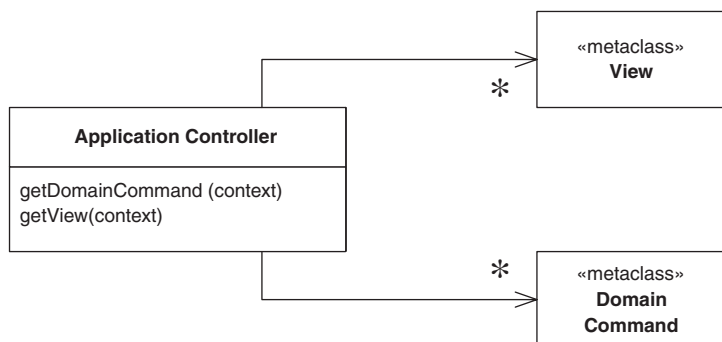 «metaclass»
View
*
Application Controller
getDomainCommand (context)
getView(context)
*
«metaclass»
Domain
Command